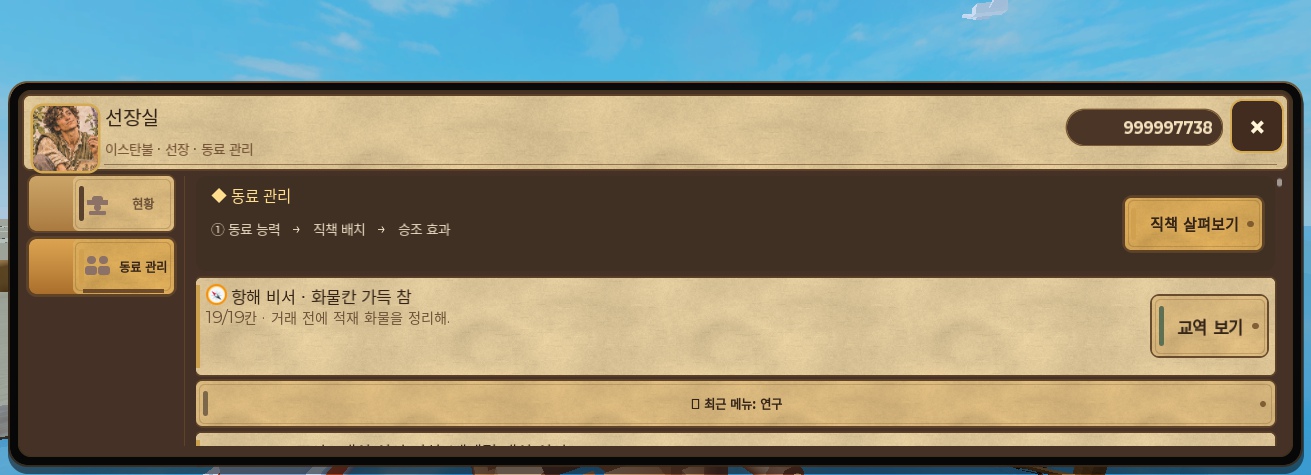 선장실
이스탄불 · 선장 · 동료 관리
999997738
×
현황
동료 관리
◆ 동료 관리
① 동료 능력 → 직책 배치 → 승조 효과
직책 살펴보기
항해 비서 · 화물칸 가득 참
19/19칸 · 거래 전에 적재 화물을 정리해.
교역 보기
최근 메뉴: 연구